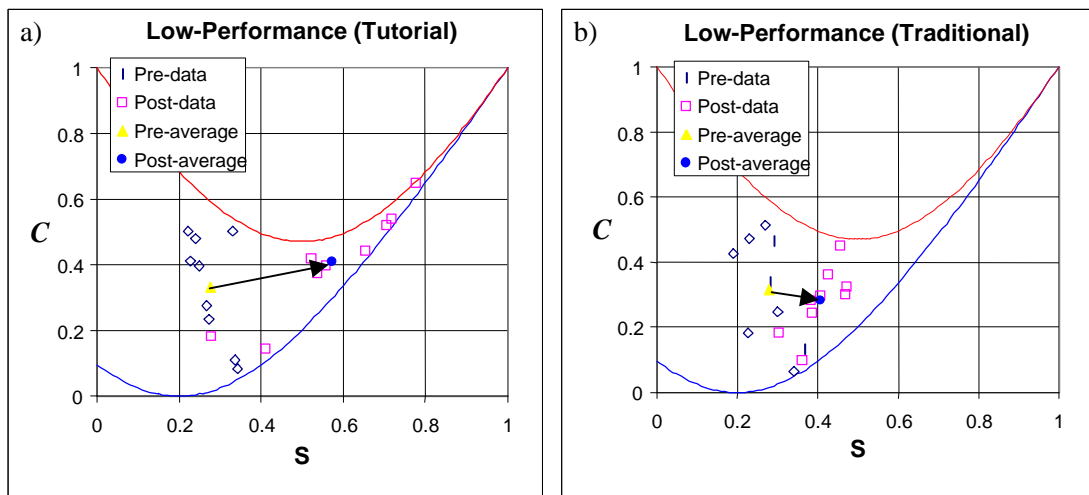 a)
Low-Performance (Tutorial)
1
0.8
0.6
0.4
0.2
0
C
Pre-data
Post-data
Pre-average
Post-average
0
0.2
0.4
0.6
0.8
1
S
b)
Low-Performance (Traditional)
1
0.8
0.6
0.4
0.2
0
C
Pre-data
Post-data
Pre-average
Post-average
0
0.2
0.4
0.6
0.8
1
S